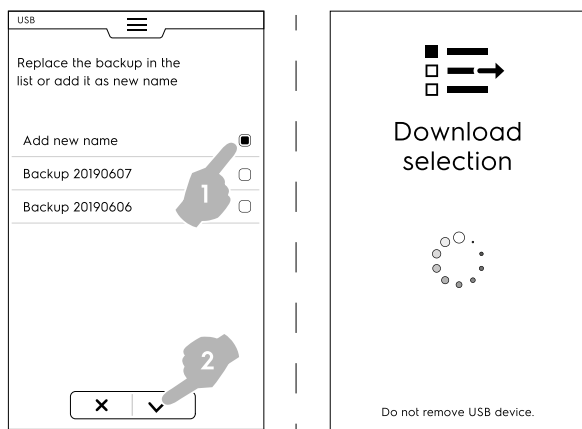 USB
Replace the backup in the
list or add it as new name
Add new name
Backup 20190607
Backup 20190606
1
2
Download
selection
Do not remove USB device.